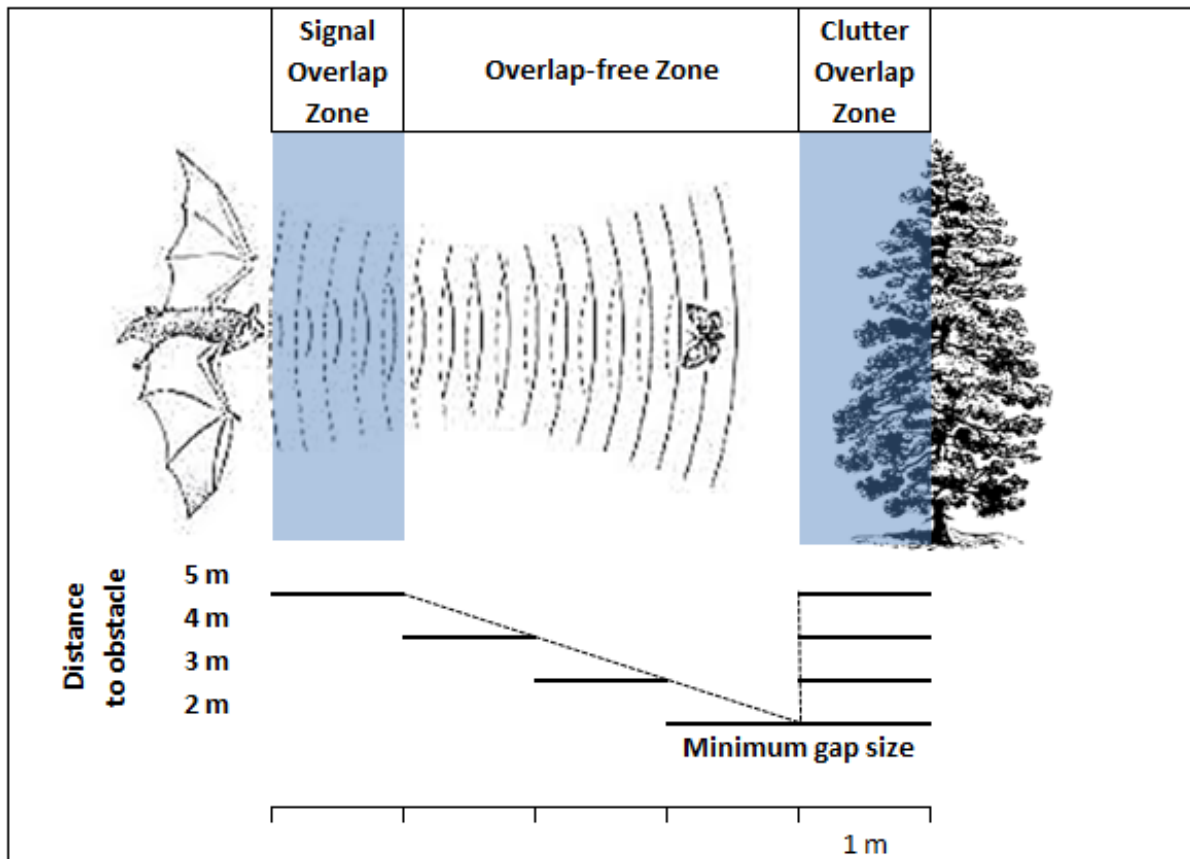 Signal
Overlap
Zone
Overlap-free Zone
Clutter
Overlap
Zone
Distance
to obstacle
5 m
4 m
3 m
2 m
Minimum gap size
1 m